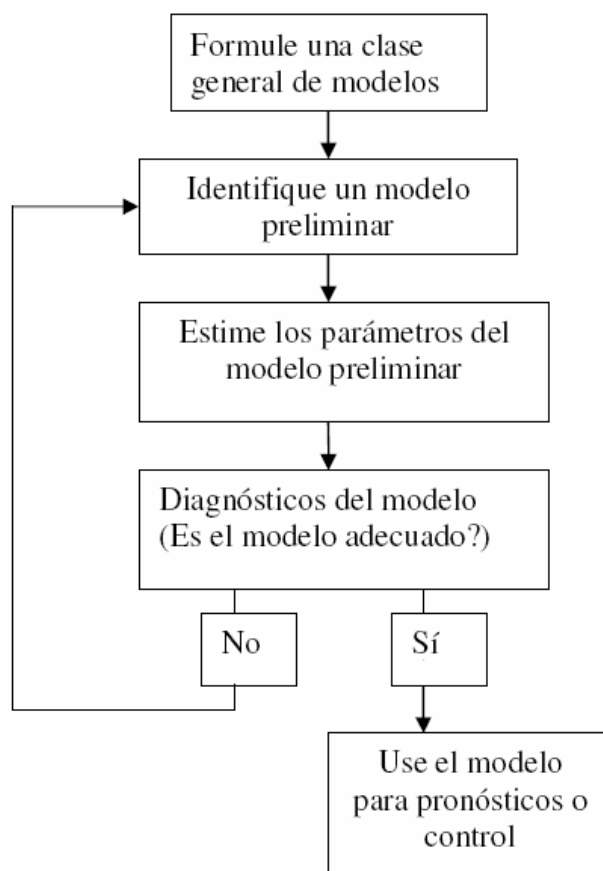 Formule una clase
general de modelos
Identifique un modelo
preliminar
Estime los parámetros del
modelo preliminar
Diagnósticos del modelo
(Es el modelo adecuado?)
No
Sí
Use el modelo
para pronósticos o
control